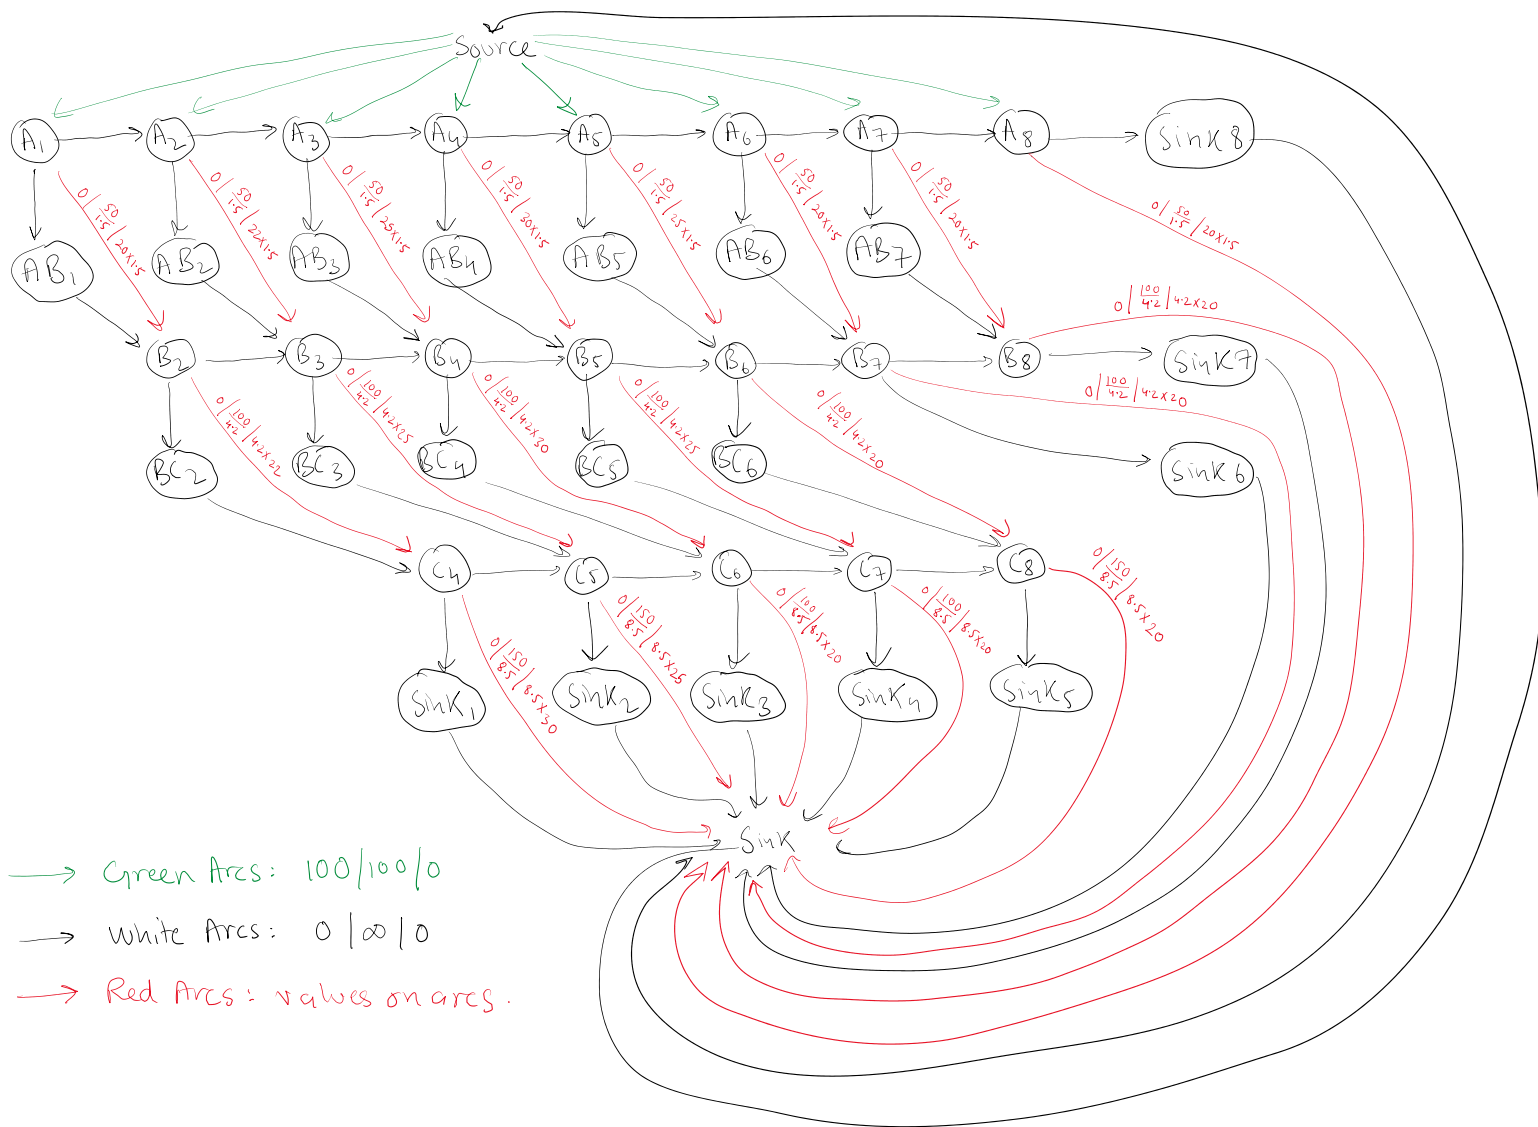 Source
A1 A2 A3 A4 A5 A6 A7 A8 Sink 8
0/50/1.5/20x1.5
0/50/1.5/22x1.5
0/50/1.5/25x1.5
0/50/1.5/30x1.5
0/50/1.5/25x1.5
0/50/1.5/20x1.5
0/50/1.5/20x1.5
0/50/1.5/20x1.5
AB1 AB2 AB3 AB4 AB5 AB6 AB7
0/100/4.2/4.2x20
B2 B3 B4 B5 B6 B7 B8 Sink 7
0/100/4.2/4.2x20
0/100/4.2/4.2x22
0/100/4.2/4.2x25
0/100/4.2/4.2x30
0/100/4.2/4.2x25
0/100/4.2/4.2x20
BC2 BC3 BC4 BC5 BC6 Sink 6
C4 C5 C6 C7 C8
0/150/8.5/8.5x30
0/150/8.5/8.5x25
0/100/8.5/8.5x20
0/100/8.5/8.5x20
0/150/8.5/8.5x20
Sink1 Sink2 Sink3 Sink4 Sink5
Sink
Green Arcs: 100/100/0
White Arcs: 0/∞/0
Red Arcs: values on arcs.